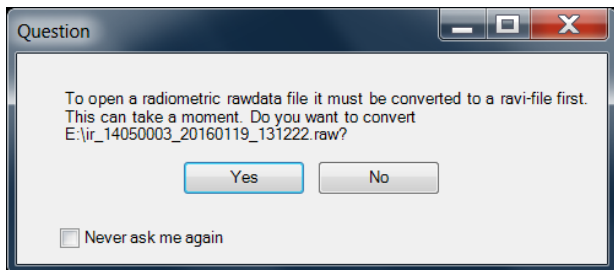 Question
To open a radiometric rawdata file it must be converted to a ravi-file first.
This can take a moment. Do you want to convert
E:\ir_14050003_20160119_131222.raw?
Yes
No
Never ask me again